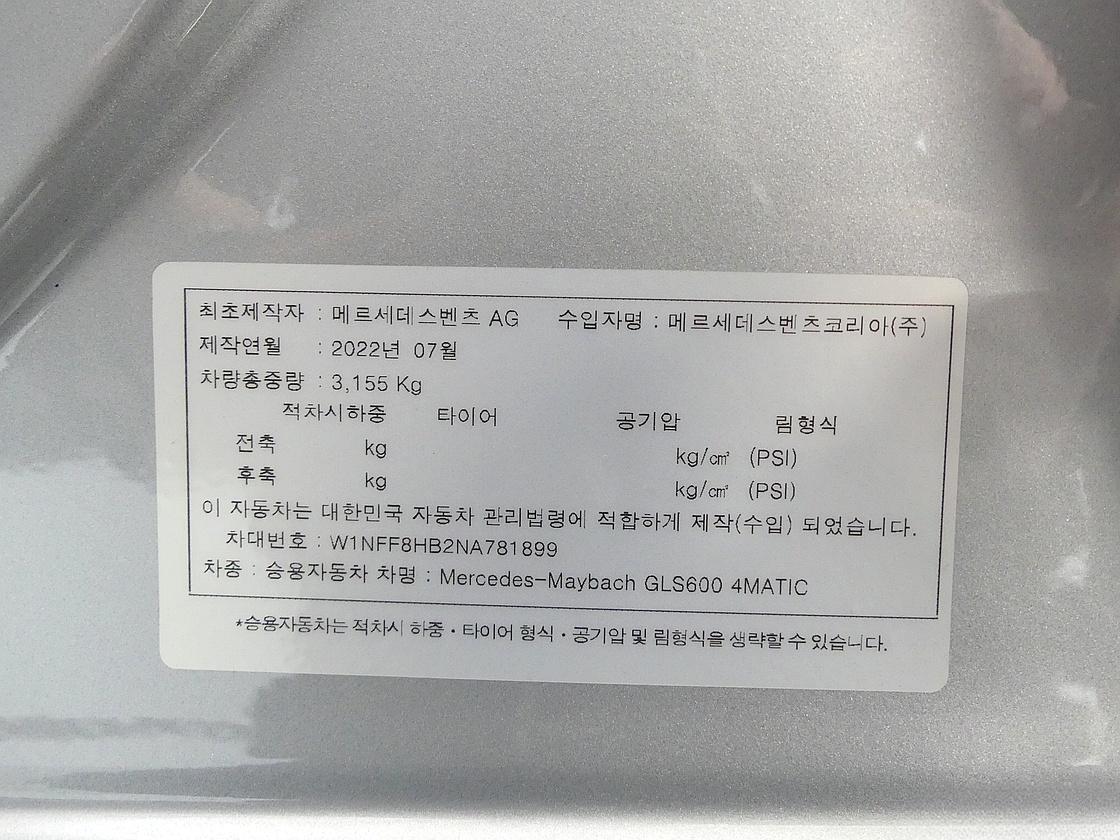 최초제작자 : 메르세데스벤츠 AG 수입자명 : 메르세데스벤츠코리아(주)
제작연월 : 2022년 07월
차량총중량 : 3,155 Kg
적차시하중 타이어 공기압 림형식
전축 kg kg/㎠ (PSI)
후축 kg kg/㎠ (PSI)
이 자동차는 대한민국 자동차 관리법령에 적합하게 제작(수입) 되었습니다.
차대번호 : W1NFF8HB2NA781899
차종 : 승용자동차 차명 : Mercedes-Maybach GLS600 4MATIC
*승용자동차는 적차시 하중・타이어 형식・공기압 및 림형식을 생략할 수 있습니다.